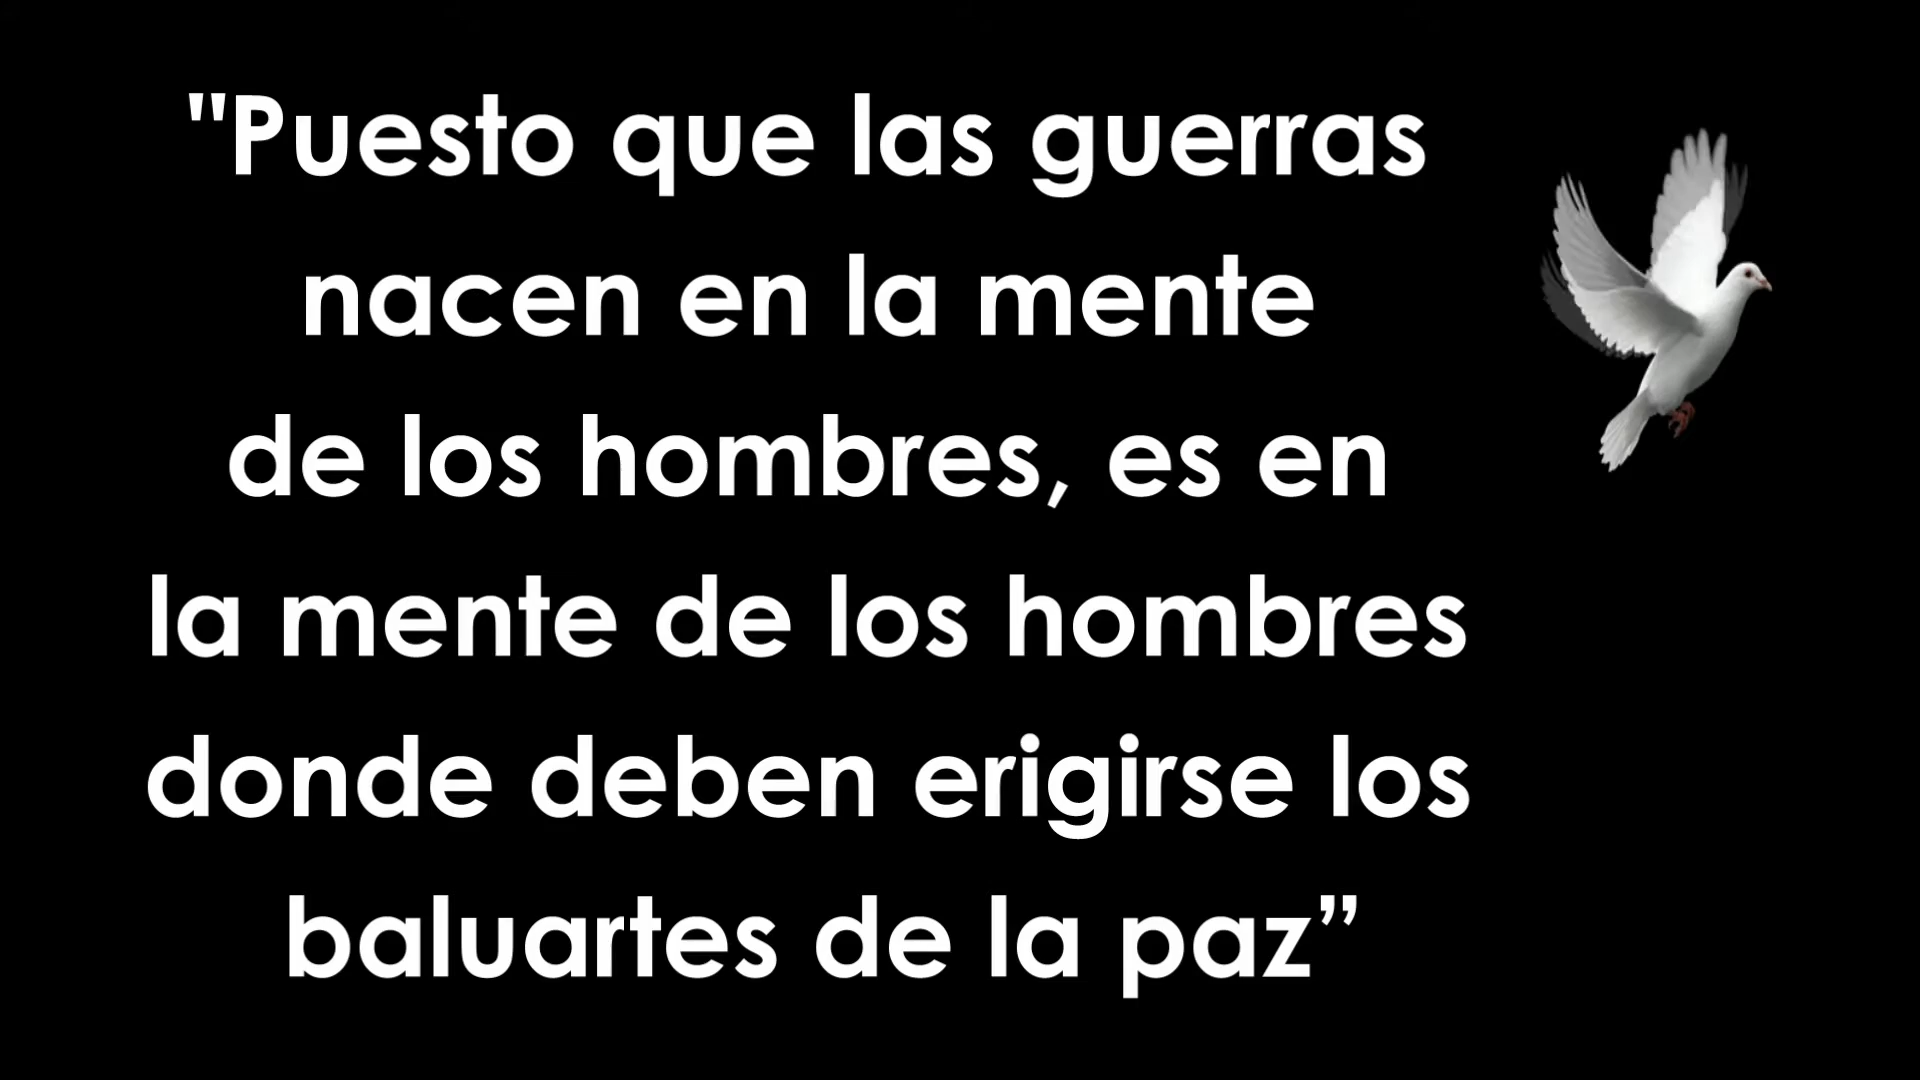 "Puesto que las guerras
nacen en la mente
de los hombres, es en
la mente de los hombres
donde deben erigirse los
baluartes de la paz”